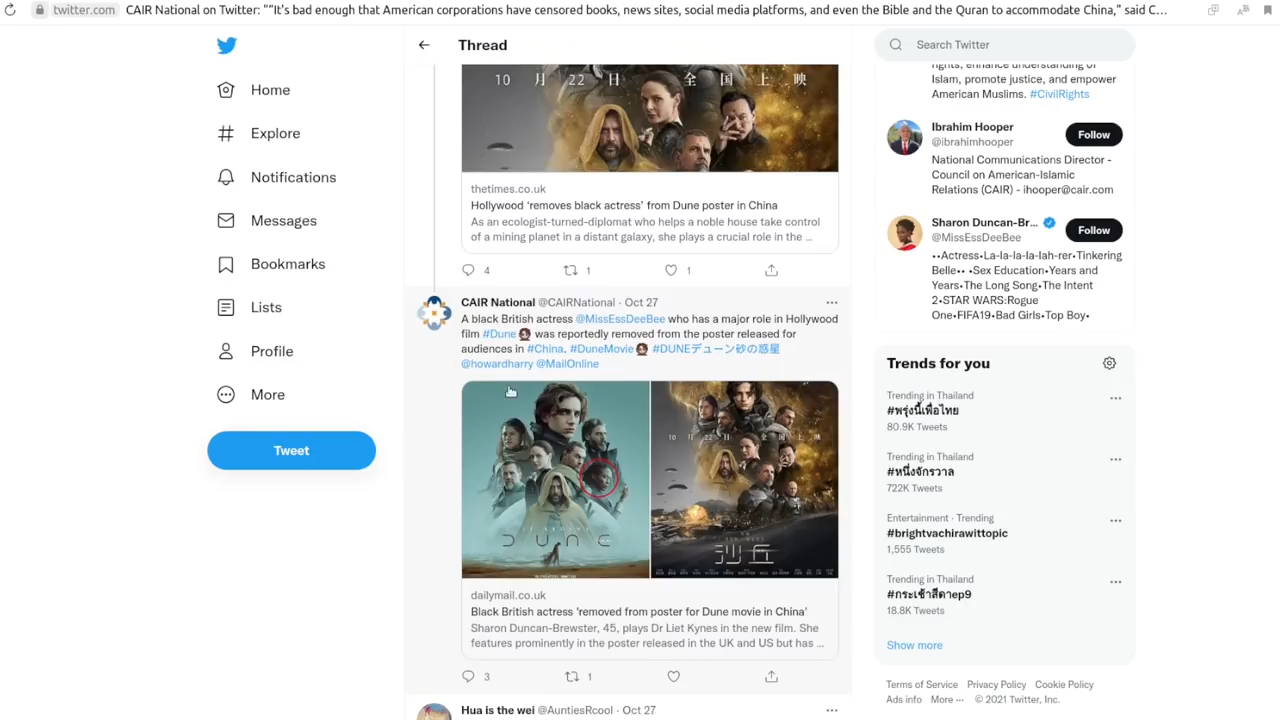 twitter.com
CAIR National on Twitter: "“It's bad enough that American corporations have censored books, news sites, social media platforms, and even the Bible and the Quran to accommodate China,” said C...
Home
Explore
Notifications
Messages
Bookmarks
Lists
Profile
More
Tweet
Thread
10月22日 全国上映
thetimes.co.uk
Hollywood ‘removes black actress’ from Dune poster in China
As an ecologist-turned-diplomat who helps a noble house take control
of a mining planet in a distant galaxy, she plays a crucial role in the ...
4 1 1
CAIR National @CAIRNational · Oct 27
A black British actress @MissEssDeeBee who has a major role in Hollywood
film #Dune was reportedly removed from the poster released for
audiences in #China. #DuneMovie #DUNEデューン砂の惑星
@howardharry @MailOnline
10月22日 全国上映
DUNE
沙丘
dailymail.co.uk
Black British actress 'removed from poster for Dune movie in China'
Sharon Duncan-Brewster, 45, plays Dr Liet Kynes in the new film. She
features prominently in the poster released in the UK and US but has ...
3 1
Hua is the wei @AuntiesRcool · Oct 27
Search Twitter
rights, enhance understanding of
Islam, promote justice, and empower
American Muslims. #CivilRights
Ibrahim Hooper
@ibrahimhooper
Follow
National Communications Director -
Council on American-Islamic
Relations (CAIR) - ihooper@cair.com
Sharon Duncan-Br...
@MissEssDeeBee
Follow
••Actress•La-la-la-la-lah-rer•Tinkering
Belle•• •Sex Education•Years and
Years•The Long Song•The Intent
2•STAR WARS:Rogue
One•FIFA19•Bad Girls•Top Boy•
Trends for you
Trending in Thailand
#พรุ่งนี้เพื่อไทย
80.9K Tweets
Trending in Thailand
#หนึ่งจักรวาล
722K Tweets
Entertainment · Trending
#brightvachirawittopic
1,555 Tweets
Trending in Thailand
#กระเช้าสีดาep9
18.8K Tweets
Show more
Terms of Service Privacy Policy Cookie Policy
Ads info More ··· © 2021 Twitter, Inc.